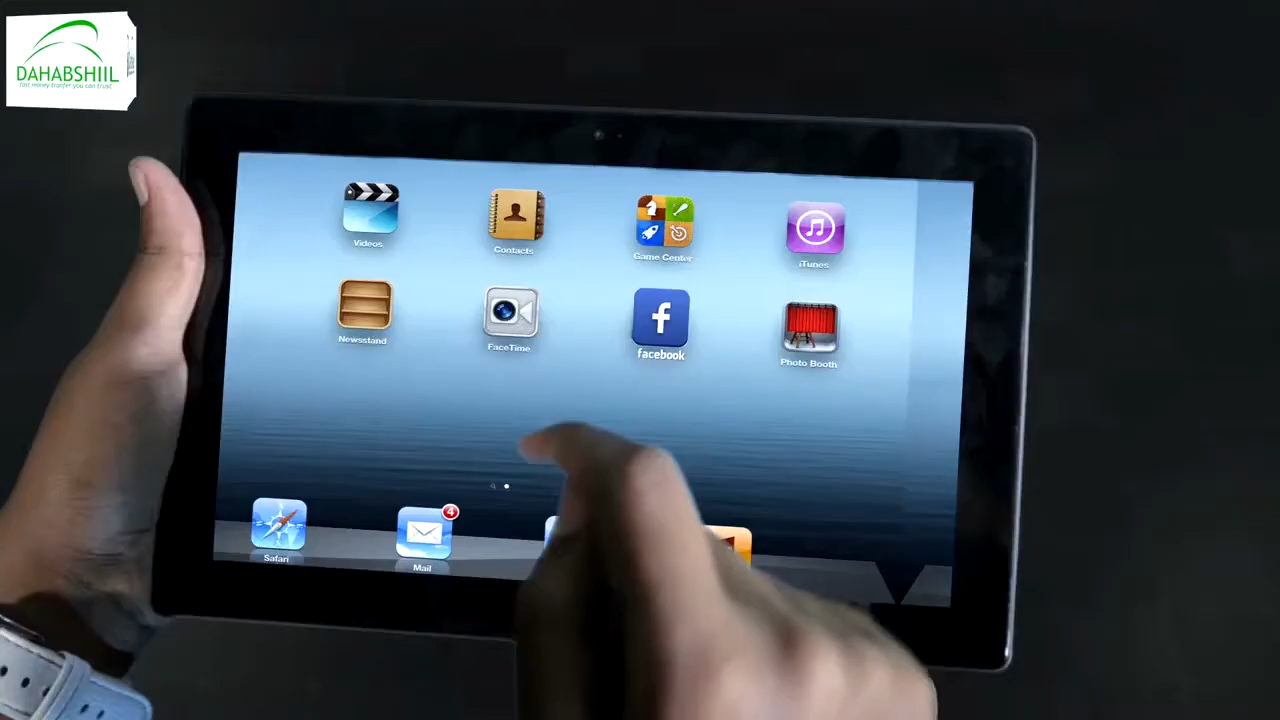 DAHABSHIIL
fast money tranfer you can trust
Videos
Contacts
Game Center
iTunes
Newsstand
FaceTime
facebook
Photo Booth
4
Safari
Mail